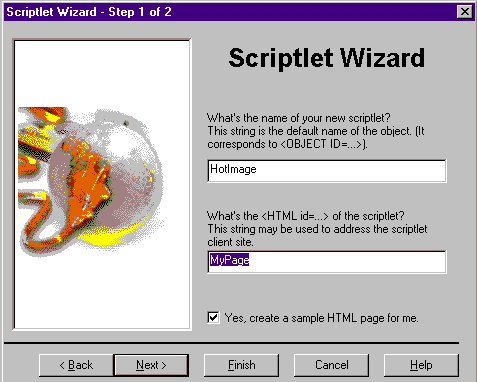 Scriptlet Wizard - Step 1 of 2
Scriptlet Wizard
What's the name of your new scriptlet?
This string is the default name of the object. (It
corresponds to <OBJECT ID=...>).
HotImage
What's the <HTML id=...> of the scriptlet?
This string may be used to address the scriptlet
client site.
MyPage
Yes, create a sample HTML page for me.
< Back Next > Finish Cancel Help